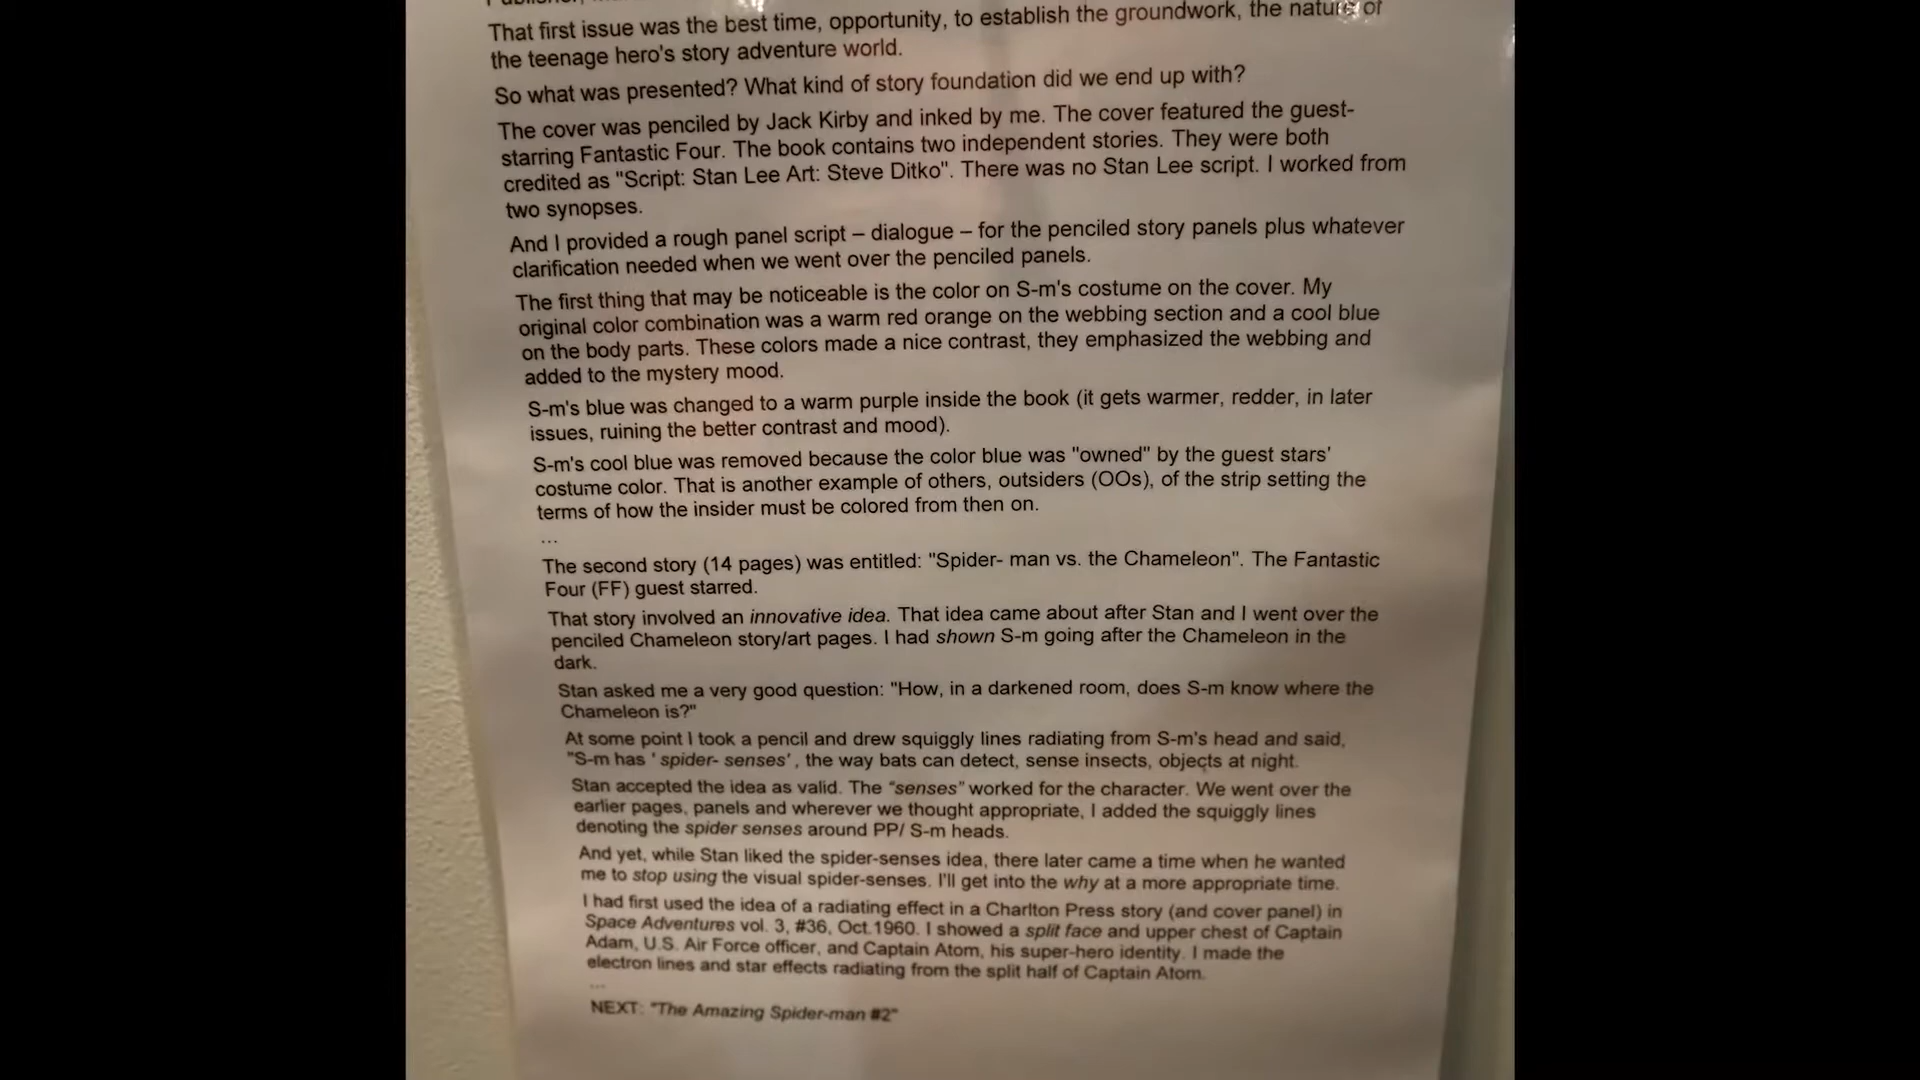 That first issue was the best time, opportunity, to establish the groundwork, the nature of
the teenage hero's story adventure world.
So what was presented? What kind of story foundation did we end up with?
The cover was penciled by Jack Kirby and inked by me. The cover featured the guest-
starring Fantastic Four. The book contains two independent stories. They were both
credited as "Script: Stan Lee Art: Steve Ditko". There was no Stan Lee script. I worked from
two synopses.
And I provided a rough panel script – dialogue – for the penciled story panels plus whatever
clarification needed when we went over the penciled panels.
The first thing that may be noticeable is the color on S-m's costume on the cover. My
original color combination was a warm red orange on the webbing section and a cool blue
on the body parts. These colors made a nice contrast, they emphasized the webbing and
added to the mystery mood.
S-m's blue was changed to a warm purple inside the book (it gets warmer, redder, in later
issues, ruining the better contrast and mood).
S-m's cool blue was removed because the color blue was "owned" by the guest stars'
costume color. That is another example of others, outsiders (OOs), of the strip setting the
terms of how the insider must be colored from then on.
...
The second story (14 pages) was entitled: "Spider- man vs. the Chameleon". The Fantastic
Four (FF) guest starred.
That story involved an innovative idea. That idea came about after Stan and I went over the
penciled Chameleon story/art pages. I had shown S-m going after the Chameleon in the
dark.
Stan asked me a very good question: "How, in a darkened room, does S-m know where the
Chameleon is?"
At some point I took a pencil and drew squiggly lines radiating from S-m's head and said,
"S-m has ' spider- senses' , the way bats can detect, sense insects, objects at night.
Stan accepted the idea as valid. The "senses" worked for the character. We went over the
earlier pages, panels and wherever we thought appropriate, I added the squiggly lines
denoting the spider senses around PP/ S-m heads.
And yet, while Stan liked the spider-senses idea, there later came a time when he wanted
me to stop using the visual spider-senses. I'll get into the why at a more appropriate time.
I had first used the idea of a radiating effect in a Charlton Press story (and cover panel) in
Space Adventures vol. 3, #36, Oct.1960. I showed a split face and upper chest of Captain
Adam, U.S. Air Force officer, and Captain Atom, his super-hero identity. I made the
electron lines and star effects radiating from the split half of Captain Atom.
...
NEXT: "The Amazing Spider-man #2"